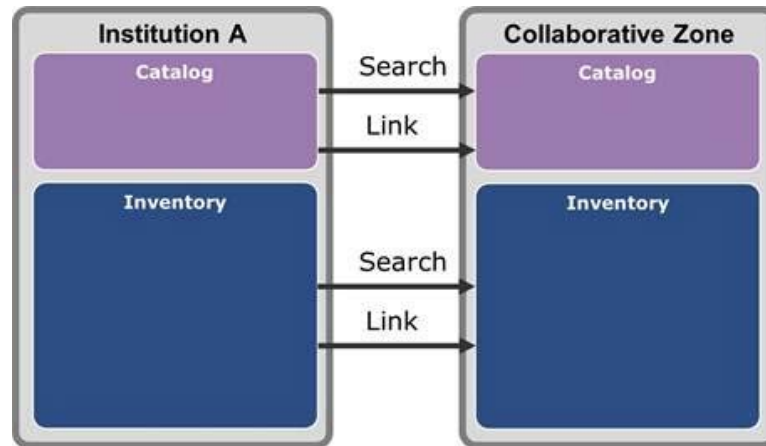 Institution A
Collaborative Zone
Catalog
Search
Catalog
Link
Inventory
Inventory
Search
Link